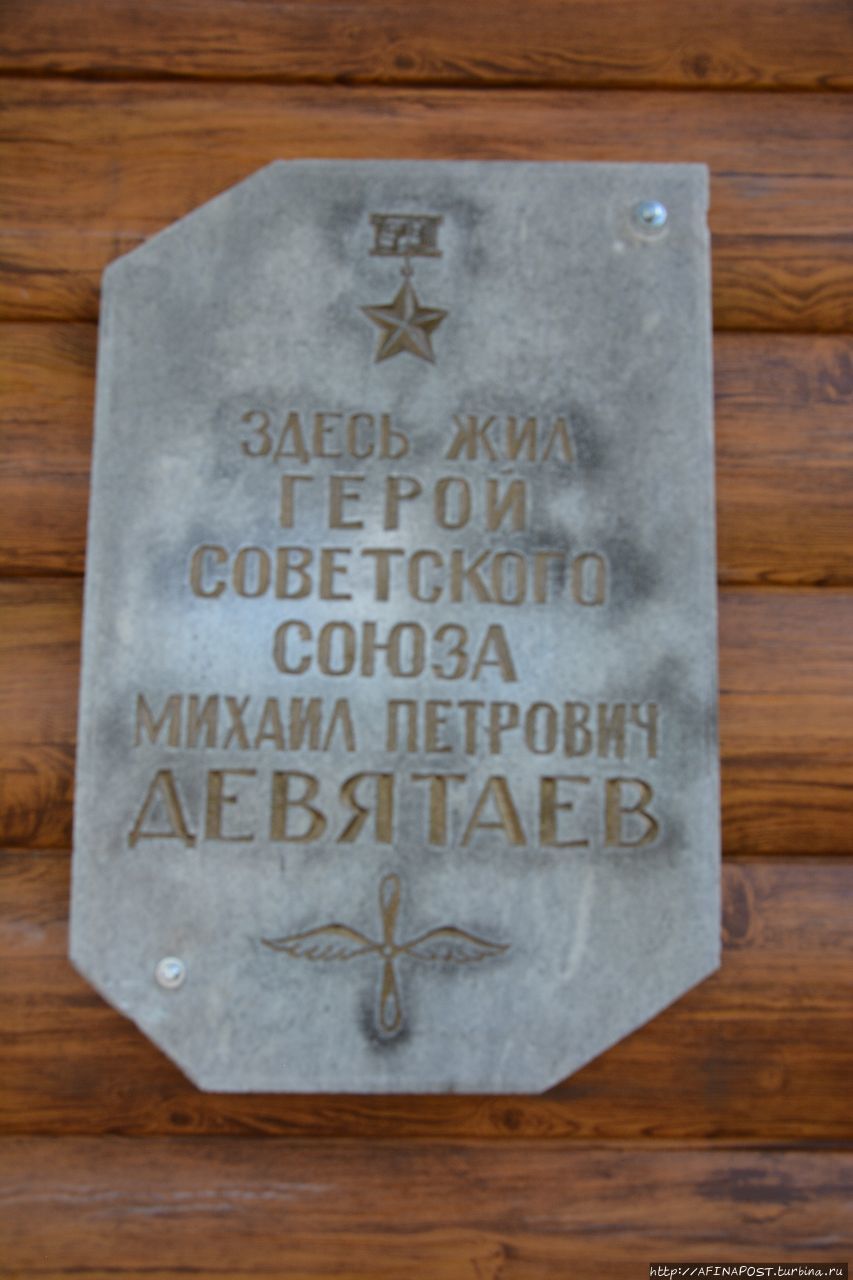 ЗДЕСЬ ЖИЛ
ГЕРОЙ
СОВЕТСКОГО
СОЮЗА
МИХАИЛ ПЕТРОВИЧ
ДЕВЯТАЕВ
http://AFINAPOST.turbina.ru